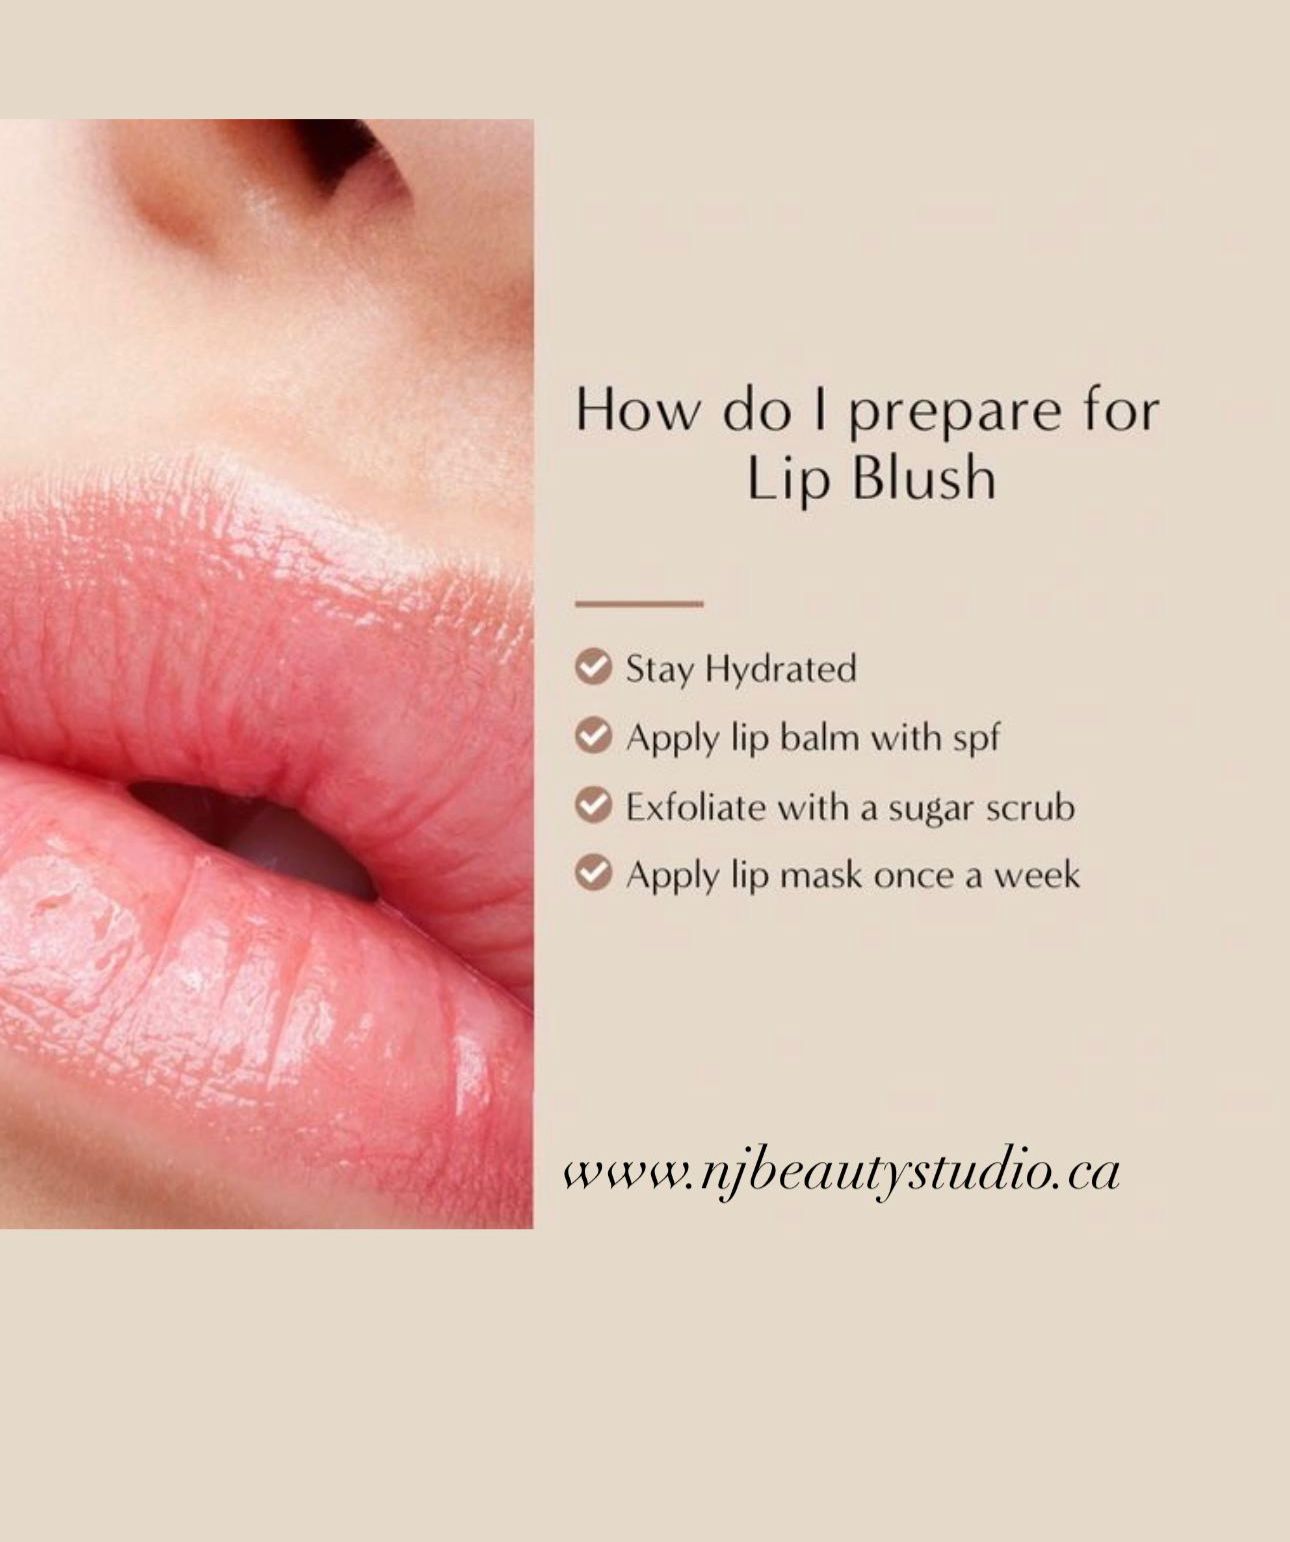 How do I prepare for
Lip Blush
Stay Hydrated
Apply lip balm with spf
Exfoliate with a sugar scrub
Apply lip mask once a week
www.njbeautystudio.ca